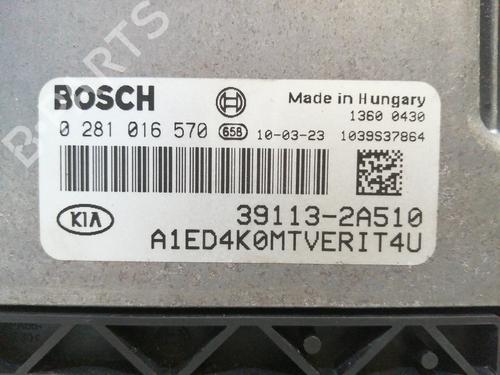 BOSCH
Made in Hungary
1360 0430
0 281 016 570 658 10-03-23 1039S37864
KIA
39113-2A510
A1ED4K0MTVERIT4U
PARTS